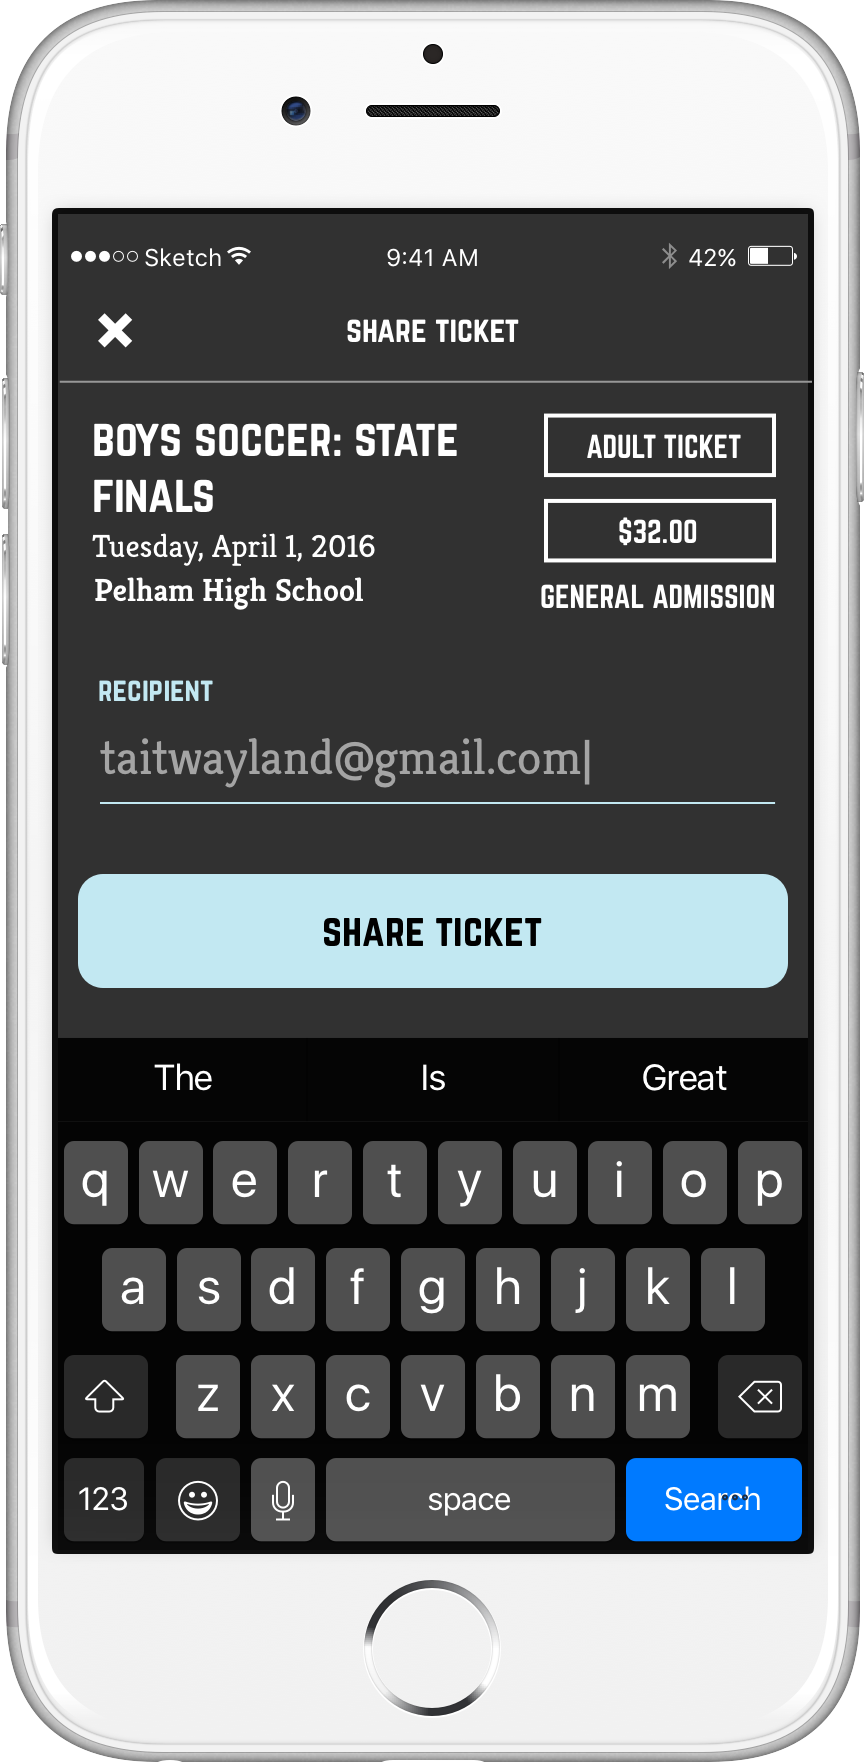 Sketch 9:41 AM 42%
SHARE TICKET
BOYS SOCCER: STATE
FINALS
Tuesday, April 1, 2016
Pelham High School
ADULT TICKET
$32.00
GENERAL ADMISSION
RECIPIENT
taitwayland@gmail.com|
SHARE TICKET
The Is Great
q w e r t y u i o p
a s d f g h j k l
z x c v b n m
123 space Search